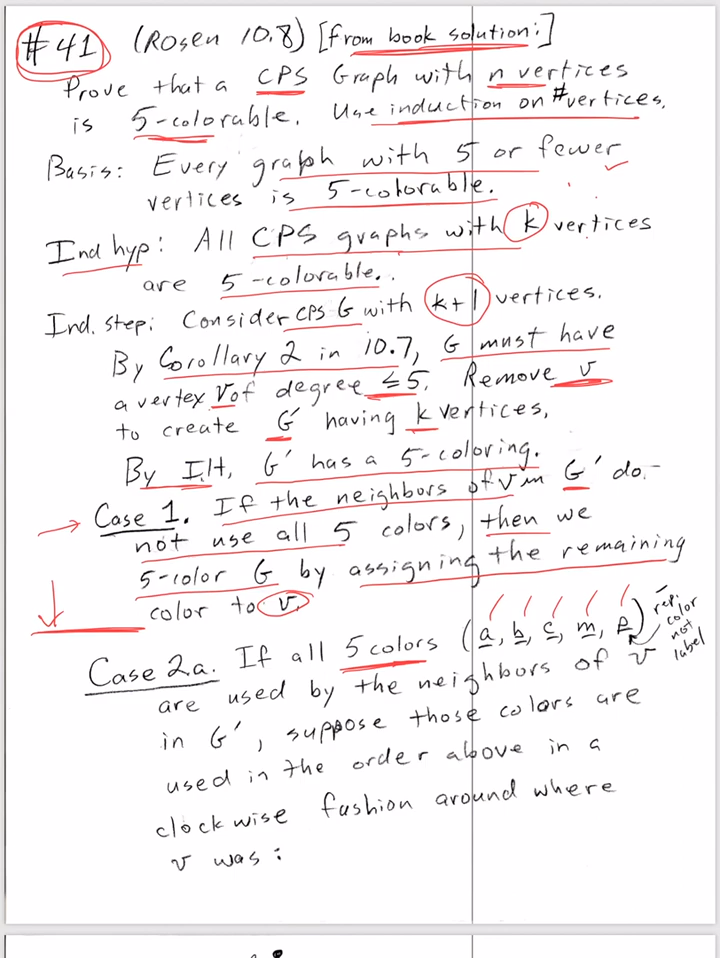 #41 (Rosen 10.8) [From book solution:]
Prove that a CPS Graph with n vertices
is 5-colorable. Use induction on #vertices.
Basis: Every graph with 5 or fewer
vertices is 5-colorable.
Ind hyp: All CPS graphs with k vertices
are 5-colorable.
Ind. step: Consider CPS G with k+1 vertices.
By Corollary 2 in 10.7, G must have
a vertex v of degree ≤5. Remove v
to create G' having k vertices.
By I.H, G' has a 5-coloring.
Case 1. If the neighbors of v in G' do
not use all 5 colors, then we
5-color G by assigning the remaining
color to v.
Case 2a. If all 5 colors (a, b, c, m, p) rep. color not label
are used by the neighbors of v
in G', suppose those colors are
used in the order above in a
clockwise fashion around where
v was: